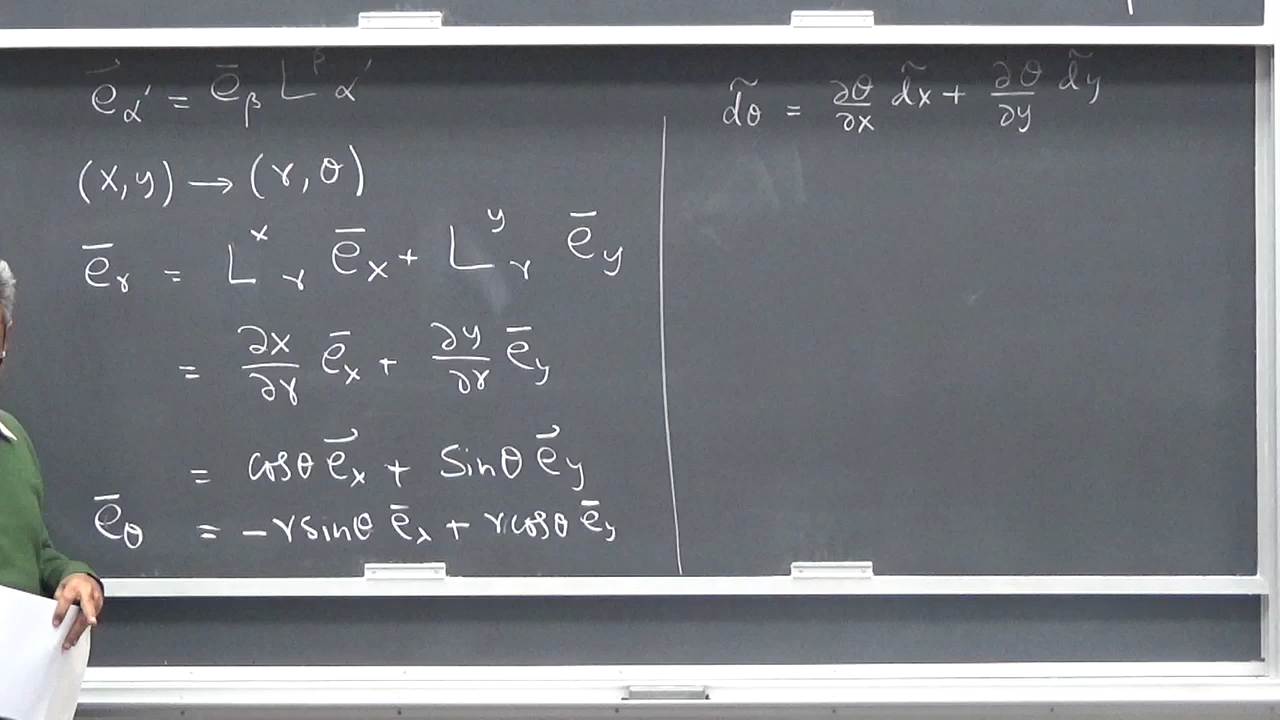 e⃗_α' = e̅_β L^β_α'
(x,y) → (r,θ)
e̅_r = L^x_r e̅_x + L^y_r e̅_y
= ∂x/∂r e̅_x + ∂y/∂r e̅_y
= cosθ e⃗_x + sinθ e⃗_y
e̅_θ = -r sinθ e̅_x + r cosθ e̅_y
d̃θ = ∂θ/∂x d̃x + ∂θ/∂y d̃y